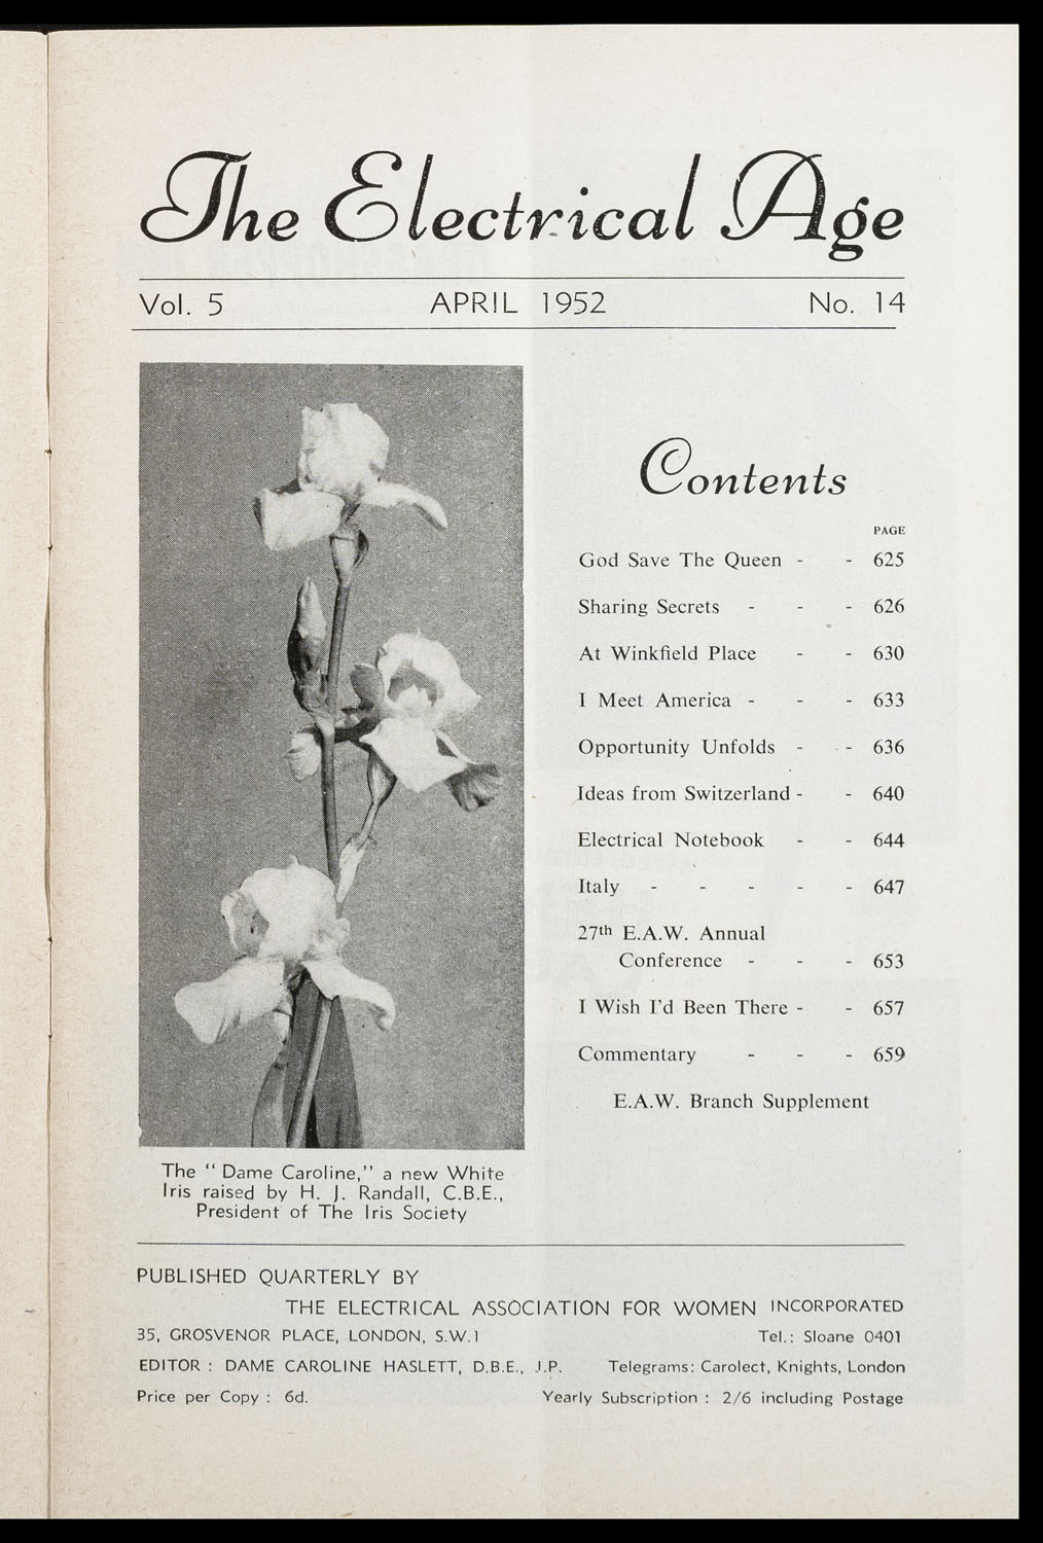 The Electrical Age
Vol. 5 APRIL 1952 No. 14
Contents
PAGE
God Save The Queen - - 625
Sharing Secrets - - - 626
At Winkfield Place - - 630
I Meet America - - - 633
Opportunity Unfolds - - 636
Ideas from Switzerland - - 640
Electrical Notebook - - 644
Italy - - - - - 647
27th E.A.W. Annual
Conference - - - 653
I Wish I'd Been There - - 657
Commentary - - - 659
E.A.W. Branch Supplement
The "Dame Caroline," a new White
Iris raised by H. J. Randall, C.B.E.,
President of The Iris Society
PUBLISHED QUARTERLY BY
THE ELECTRICAL ASSOCIATION FOR WOMEN INCORPORATED
35, GROSVENOR PLACE, LONDON, S.W.1 Tel.: Sloane 0401
EDITOR : DAME CAROLINE HASLETT, D.B.E., J.P. Telegrams: Carolect, Knights, London
Price per Copy : 6d. Yearly Subscription : 2/6 including Postage